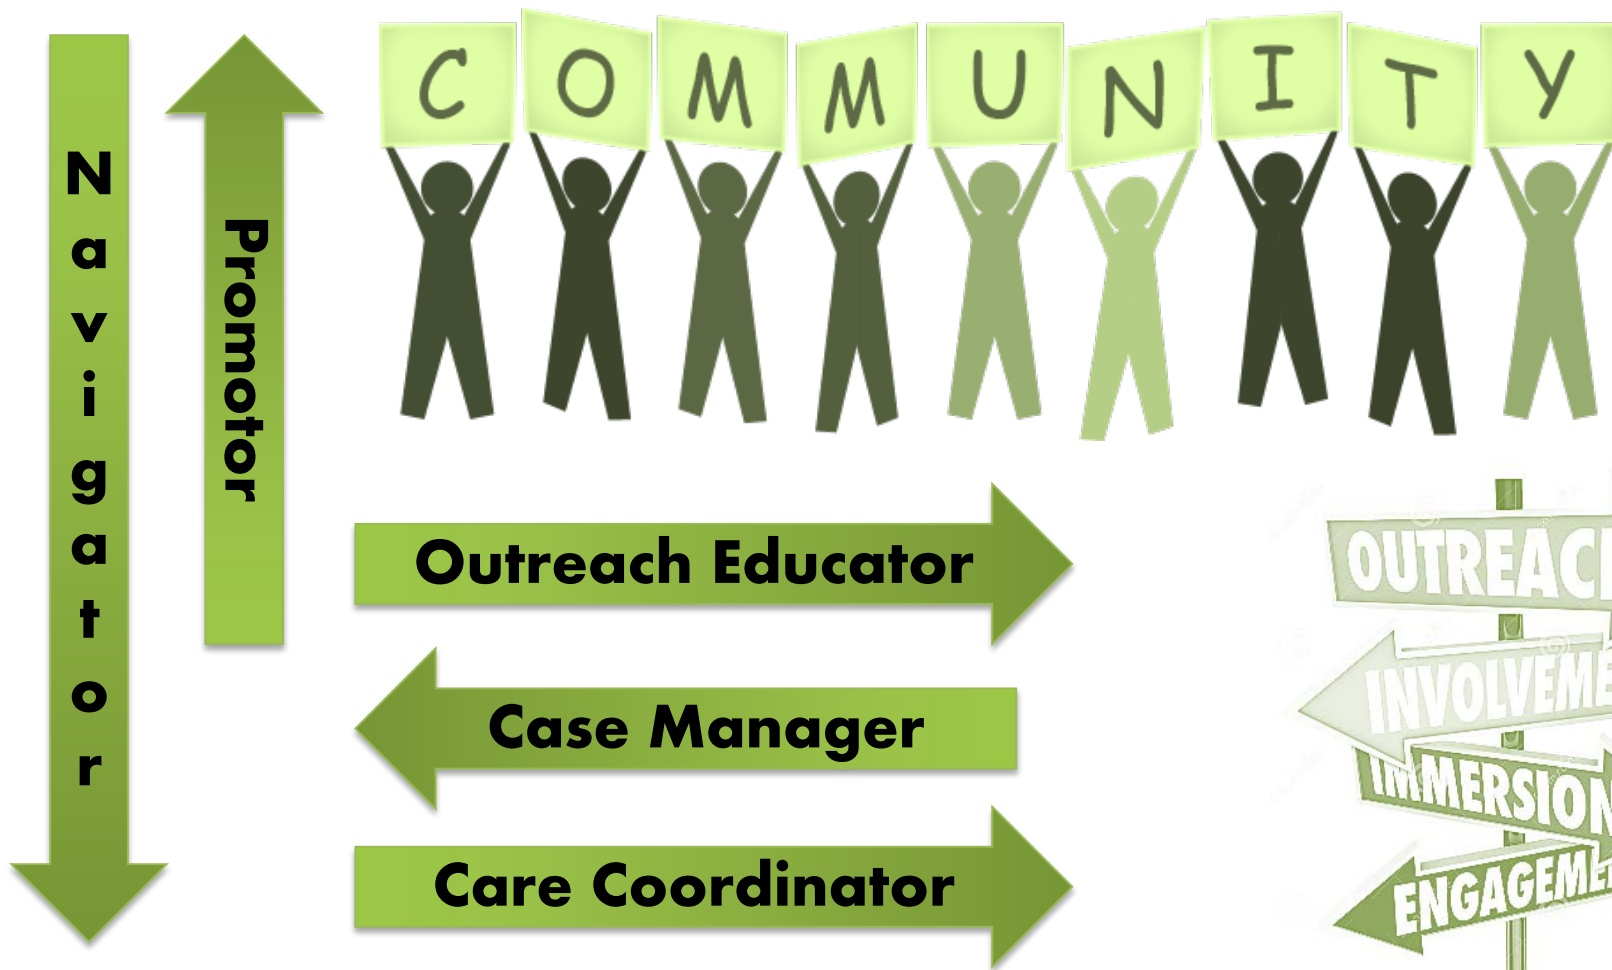 COMMUNITY
Navigator
Promotor
Outreach Educator
Case Manager
Care Coordinator
OUTREAC
INVOLVEME
IMMERSION
ENGAGEME